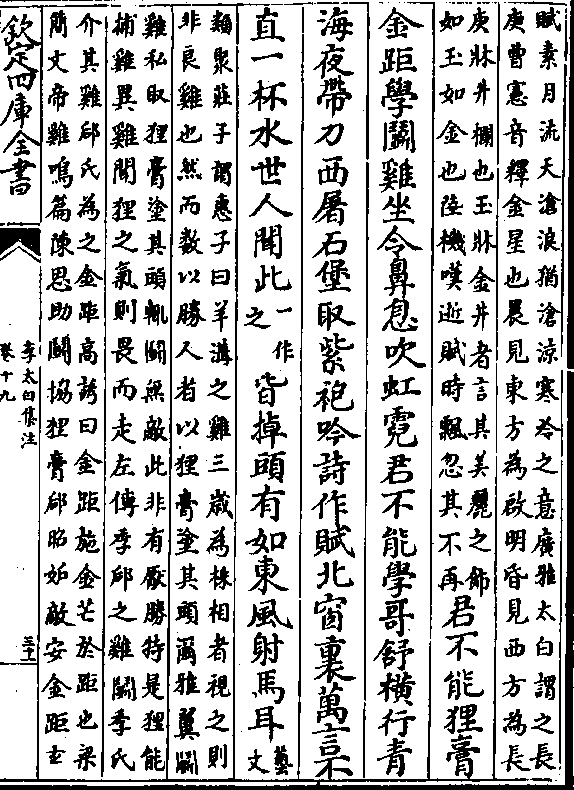 賦素月流天滄浪猶滄涼寒冷之意廣雅太白謂之長
庚曹憲音釋金星也晨見東方為啟明昏見西方為長
庚牀井欄也玉牀金井者言其美麗之飾
如玉如金也陸機嘆逝賦時飄忽其不再
君不能狸膏
金距學鬬雞坐令鼻息吹虹霓君不能學哥舒橫行青
海夜帶刀西屠石堡取紫袍吟詩作賦北窗裏萬言不
直一杯水世人聞此一作之皆掉頭有如東風射馬耳藝文
類聚莊子謂惠子曰羊溝之雞三歲為株相者視之則
非良雞也然而數以勝人者以狸膏塗其頭爾雅翼鬬
雞私取狸膏塗其頭輒鬬無敵此非有厭勝特是狸能
捕雞異雞聞狸之氣則畏而走左傳季郈之雞鬬季氏
介其雞郈氏為之金距高誘曰金距施金芒於距也梁
簡文帝雞鳴篇陳思助鬬協狸膏郈昭妬敵安金距玄
欽定四庫全書
李太白集注
卷十九